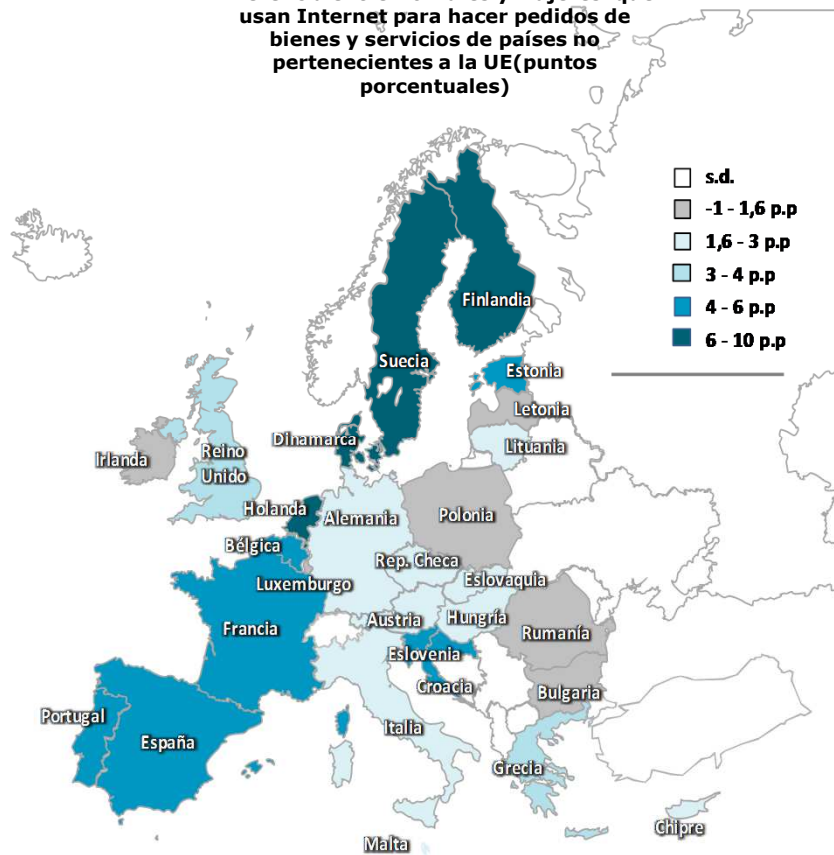 usan Internet para hacer pedidos de
bienes y servicios de países no
pertenecientes a la UE(puntos
porcentuales)
s.d.
-1 - 1,6 p.p
1,6 - 3 p.p
3 - 4 p.p
4 - 6 p.p
6 - 10 p.p
Finlandia
Suecia
Estonia
Letonia
Dinamarca
Lituania
Irlanda
Reino
Unido
Holanda
Alemania
Polonia
Bélgica
Rep. Checa
Luxemburgo
Eslovaquia
Austria
Hungría
Francia
Rumanía
Eslovenia
Croacia
Bulgaria
Portugal
España
Italia
Grecia
Chipre
Malta